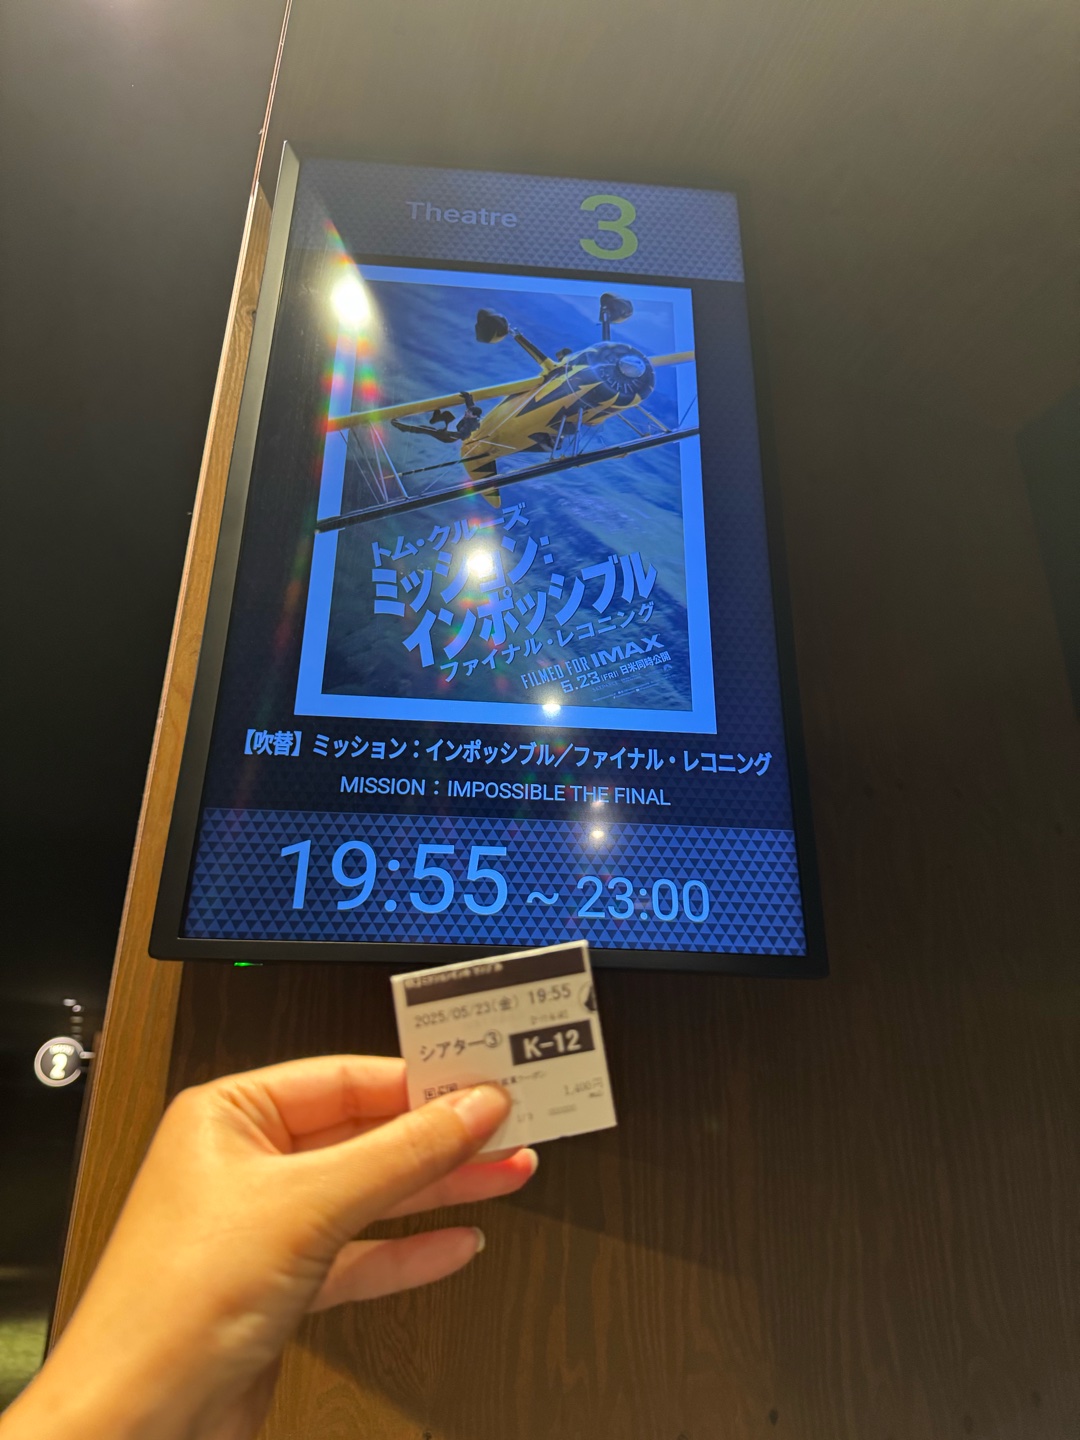 Theatre 3
トム・クルーズ
ミッション:
インポッシブル
ファイナル・レコニング
FILMED FOR IMAX
5.23(FRI) 日米同時公開
【吹替】ミッション:インポッシブル/ファイナル・レコニング
MISSION : IMPOSSIBLE THE FINAL
19:55 ~ 23:00
2025/05/23(金) 19:55
シアター③ K-12
1,400円
2